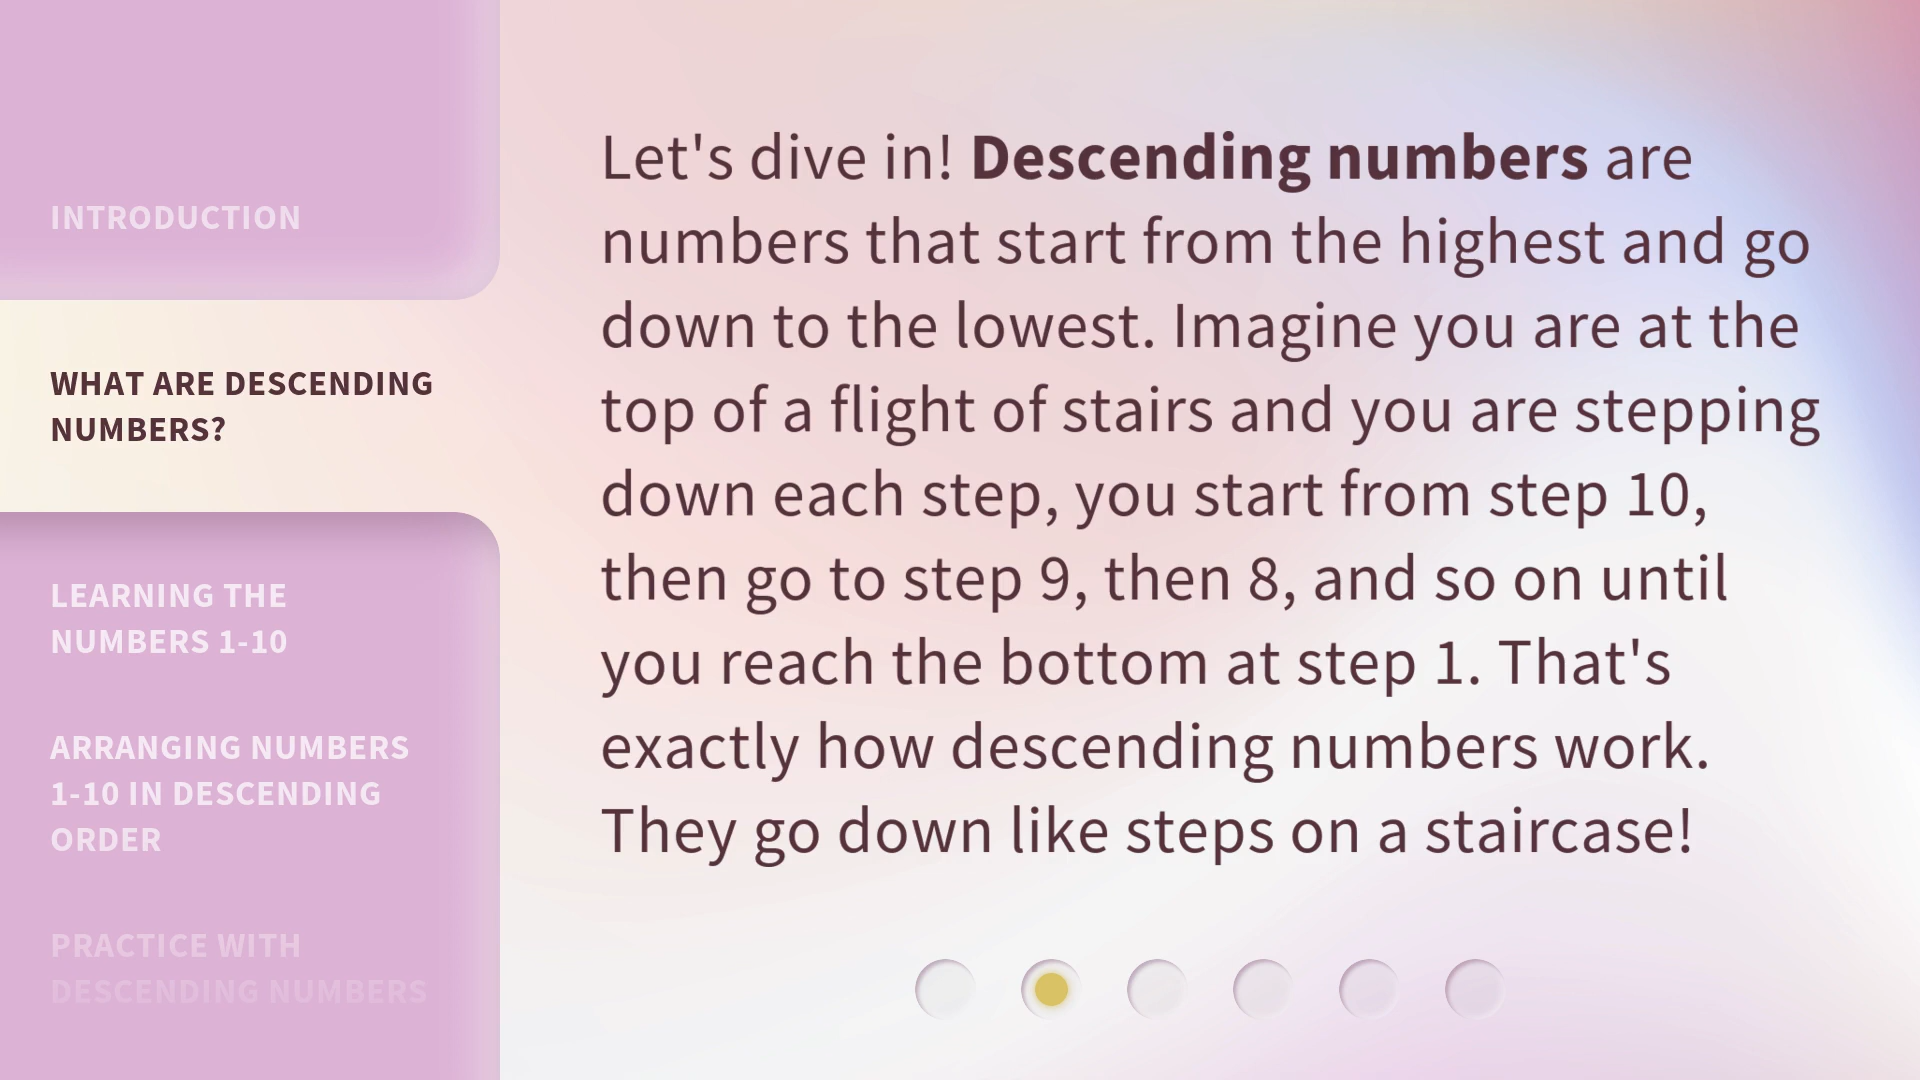 INTRODUCTION
WHAT ARE DESCENDING
NUMBERS?
LEARNING THE
NUMBERS 1-10
ARRANGING NUMBERS
1-10 IN DESCENDING
ORDER
PRACTICE WITH
DESCENDING NUMBERS
Let's dive in! Descending numbers are
numbers that start from the highest and go
down to the lowest. Imagine you are at the
top of a flight of stairs and you are stepping
down each step, you start from step 10,
then go to step 9, then 8, and so on until
you reach the bottom at step 1. That's
exactly how descending numbers work.
They go down like steps on a staircase!